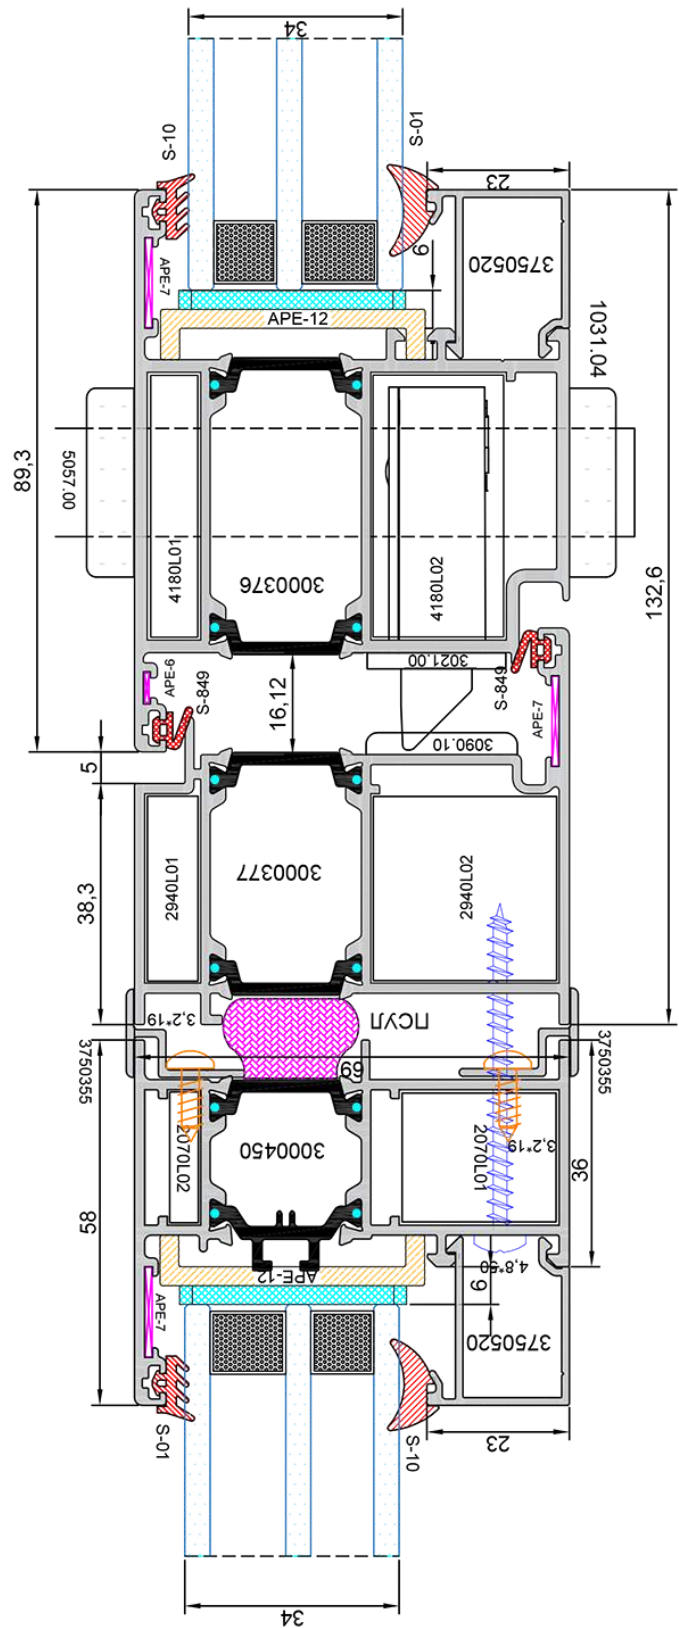 34
S-10
S-01
23
6
3750520
APE-7
APE-12
1031.04
89,3
5057.00
4180L01
3000376
4180L02
132,6
3021.00
APE-6
S-849
16,12
S-849
APE-7
3090.10
5
2940L01
3000377
2940L02
38,3
3,2*19
ПСУЛ
3750355
69
3750355
2070L02
3000450
2070L01
3,2*19
36
58
APE-12
4,8*50
6
APE-7
3750520
S-01
S-10
23
34